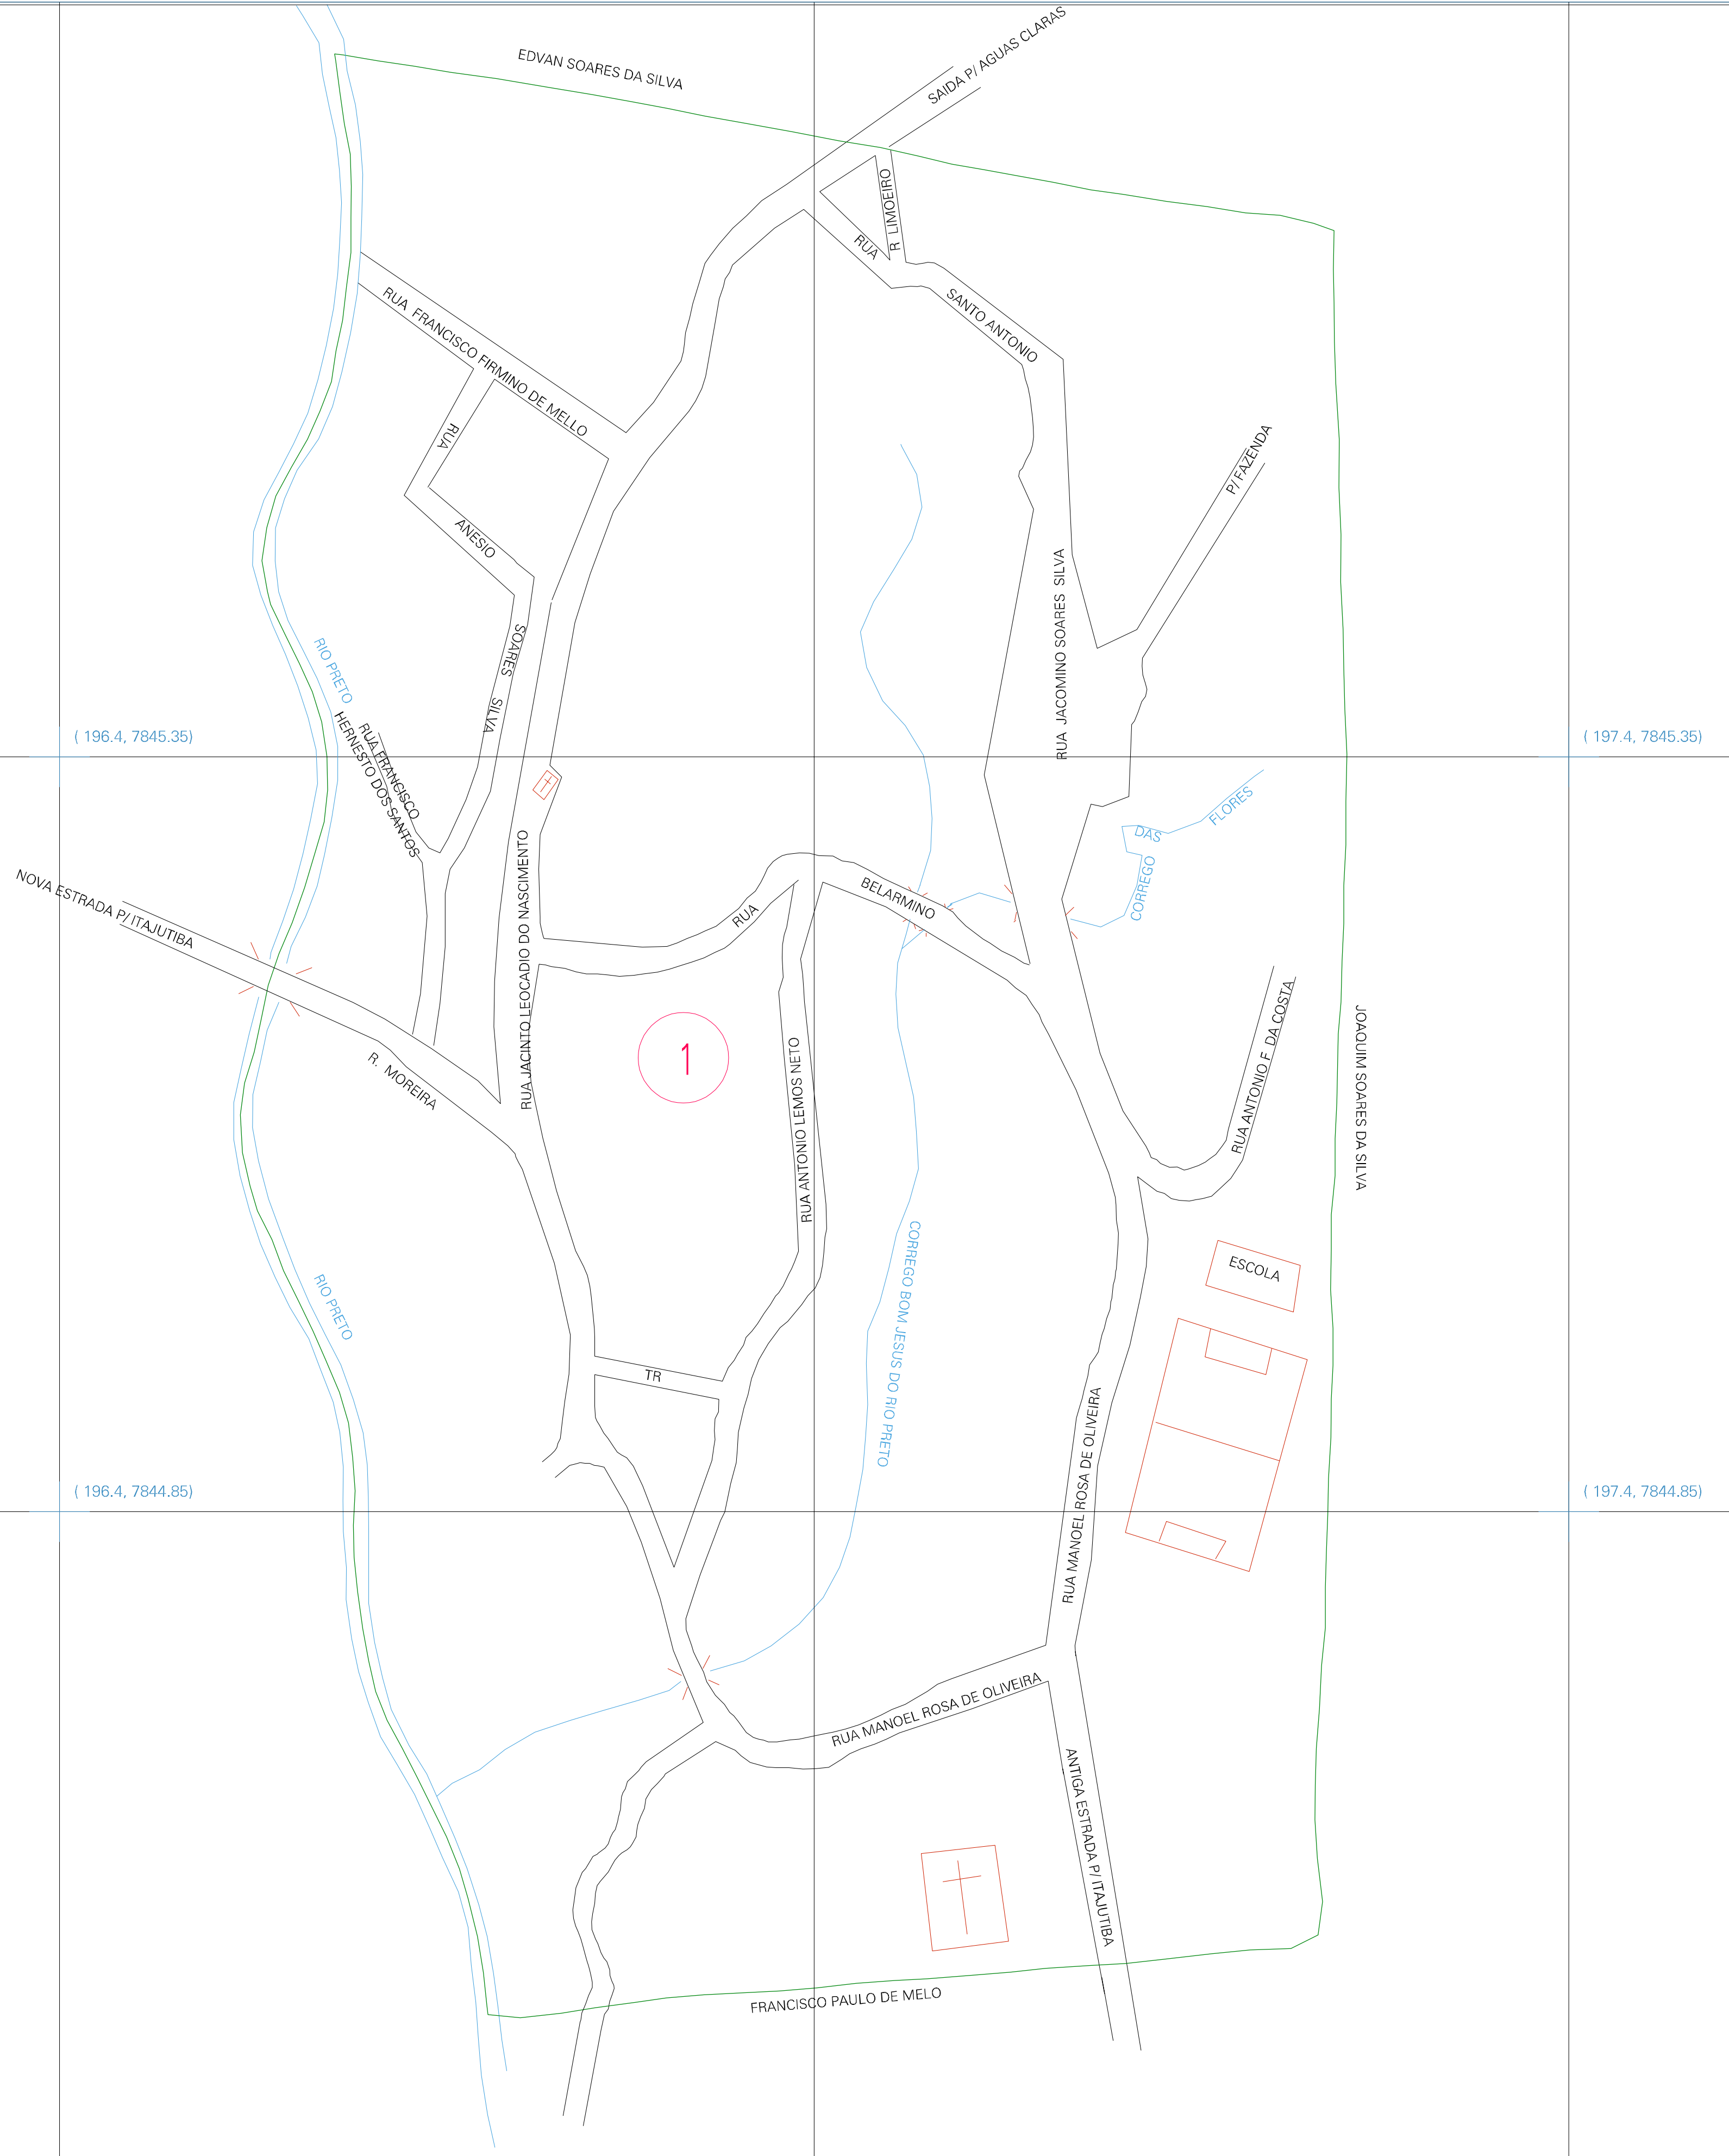 EDVAN SOARES DA SILVA
SAIDA P/ AGUAS CLARAS
R LIMOEIRO
RUA
SANTO ANTONIO
RUA FRANCISCO FIRMINO DE MELLO
RUA
ANESIO
SOARES
SILVA
P/ FAZENDA
RUA JACOMINO SOARES SILVA
RIO PRETO
RUA FRANCISCO
HERNESTO DOS SANTOS
( 196.4, 7845.35)
( 197.4, 7845.35)
DAS
FLORES
CORREGO
NOVA ESTRADA P/ ITAJUTIBA
RUA JACINTO LEOCADIO DO NASCIMENTO
RUA
BELARMINO
R. MOREIRA
1
RUA ANTONIO LEMOS NETO
RUA ANTONIO F. DA COSTA
JOAQUIM SOARES DA SILVA
RIO PRETO
CORREGO BOM JESUS DO RIO PRETO
ESCOLA
TR
RUA MANOEL ROSA DE OLIVEIRA
( 196.4, 7844.85)
( 197.4, 7844.85)
RUA MANOEL ROSA DE OLIVEIRA
ANTIGA ESTRADA P/ ITAJUTIBA
FRANCISCO PAULO DE MELO